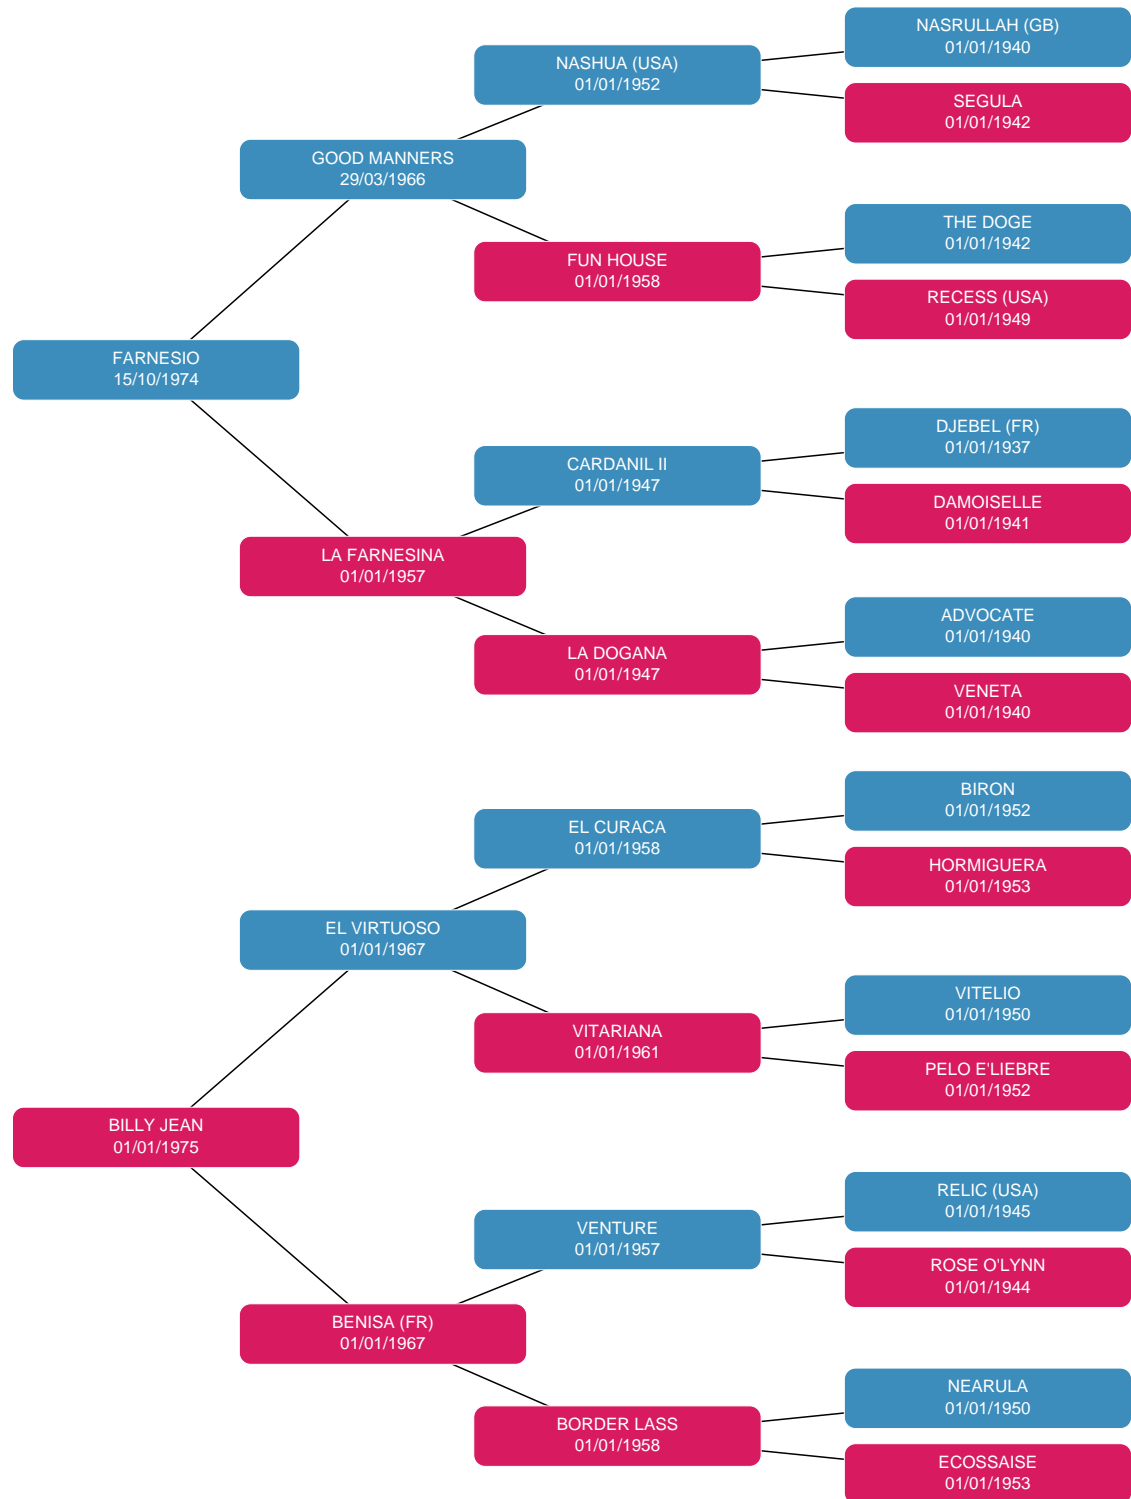 NASRULLAH (GB)
01/01/1940
NASHUA (USA)
01/01/1952
SEGULA
01/01/1942
GOOD MANNERS
29/03/1966
THE DOGE
01/01/1942
FUN HOUSE
01/01/1958
RECESS (USA)
01/01/1949
FARNESIO
15/10/1974
DJEBEL (FR)
01/01/1937
CARDANIL II
01/01/1947
DAMOISELLE
01/01/1941
LA FARNESINA
01/01/1957
ADVOCATE
01/01/1940
LA DOGANA
01/01/1947
VENETA
01/01/1940
BIRON
01/01/1952
EL CURACA
01/01/1958
HORMIGUERA
01/01/1953
EL VIRTUOSO
01/01/1967
VITELIO
01/01/1950
VITARIANA
01/01/1961
PELO E'LIEBRE
01/01/1952
BILLY JEAN
01/01/1975
RELIC (USA)
01/01/1945
VENTURE
01/01/1957
ROSE O'LYNN
01/01/1944
BENISA (FR)
01/01/1967
NEARULA
01/01/1950
BORDER LASS
01/01/1958
ECOSSAISE
01/01/1953